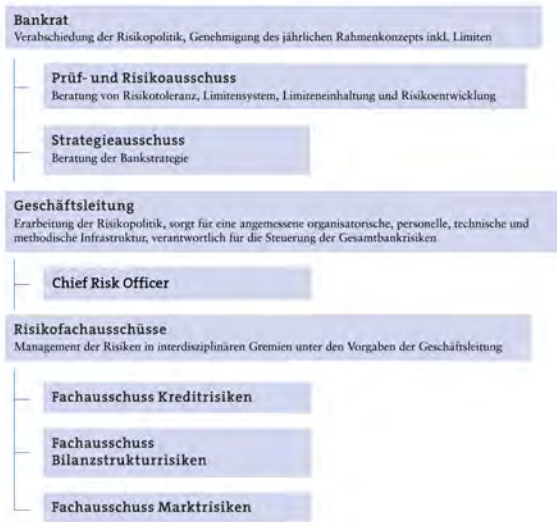 Bankrat
Verabschiedung der Risikopolitik, Genehmigung des jährlichen Rahmenkonzepts inkl. Limiten
Prüf- und Risikoausschuss
Beratung von Risikotoleranz, Limitensystem, Limiteneinhaltung und Risikoentwicklung
Strategieausschuss
Beratung der Bankstrategie
Geschäftsleitung
Erarbeitung der Risikopolitik, sorgt für eine angemessene organisatorische, personelle, technische und
methodische Infrastruktur, verantwortlich für die Steuerung der Gesamtbankrisiken
Chief Risk Officer
Risikofachausschüsse
Management der Risiken in interdisziplinären Gremien unter den Vorgaben der Geschäftsleitung
Fachausschuss Kreditrisiken
Fachausschuss
Bilanzstrukturrisiken
Fachausschuss Marktrisiken